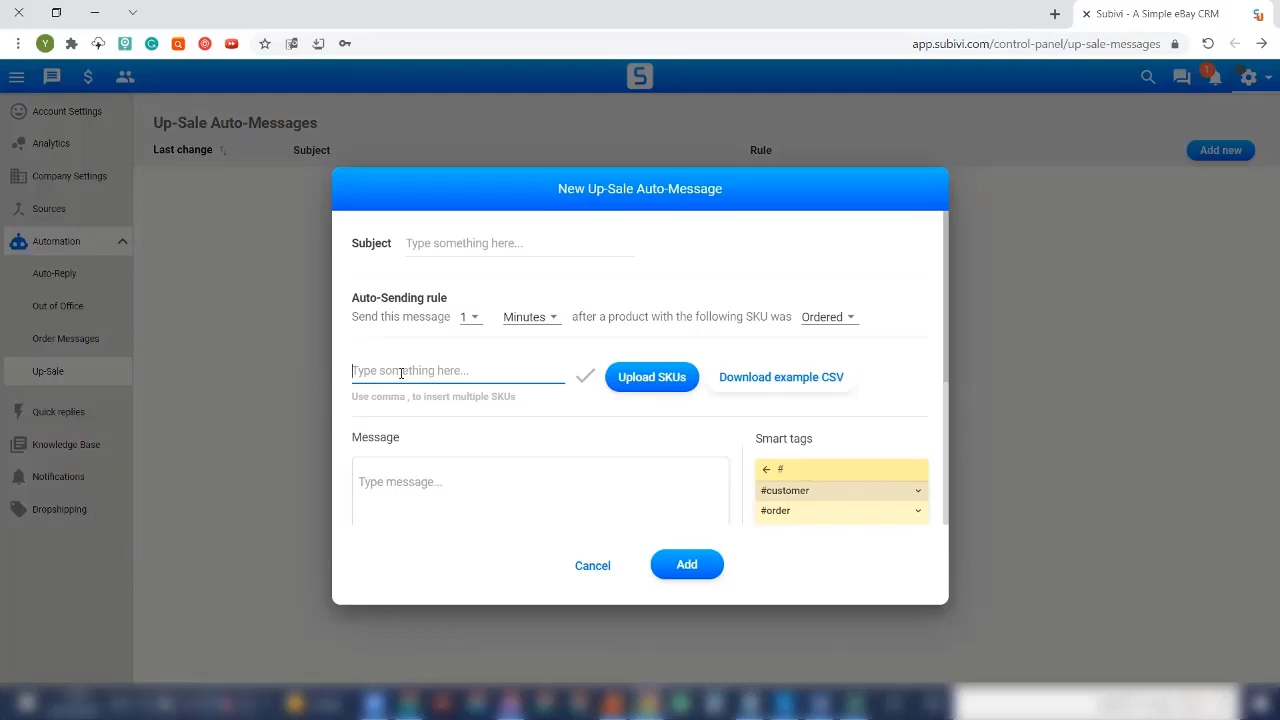 Subivi - A Simple eBay CRM
Y
app.subivi.com/control-panel/up-sale-messages
S
1
Account Settings
Analytics
Company Settings
Sources
Automation
Auto-Reply
Out of Office
Order Messages
Up-Sale
Quick replies
Knowledge Base
Notifications
Dropshipping
Up-Sale Auto-Messages
Last change Subject Rule Add new
New Up-Sale Auto-Message
Subject Type something here...
Auto-Sending rule
Send this message 1 Minutes after a product with the following SKU was Ordered
Type something here... Upload SKUs Download example CSV
Use comma , to insert multiple SKUs
Message Smart tags
Type message...
#
#customer
#order
Cancel Add